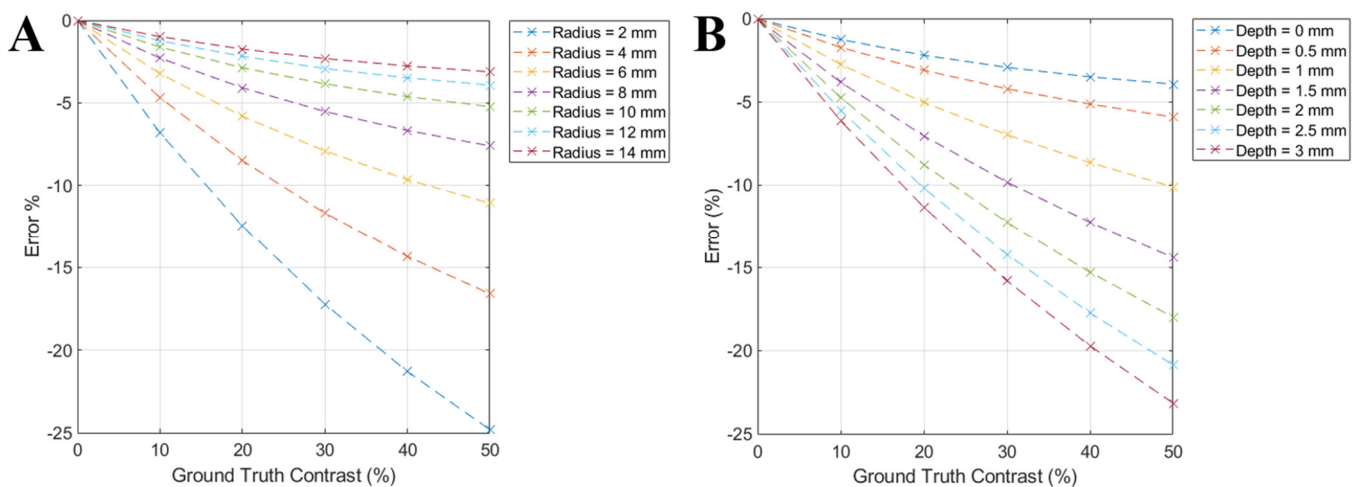 A
0
-5
-10
-15
-20
-25
Error %
0 10 20 30 40 50
Ground Truth Contrast (%)
Radius = 2 mm
Radius = 4 mm
Radius = 6 mm
Radius = 8 mm
Radius = 10 mm
Radius = 12 mm
Radius = 14 mm
B
0
-5
-10
-15
-20
-25
Error (%)
0 10 20 30 40 50
Ground Truth Contrast (%)
Depth = 0 mm
Depth = 0.5 mm
Depth = 1 mm
Depth = 1.5 mm
Depth = 2 mm
Depth = 2.5 mm
Depth = 3 mm